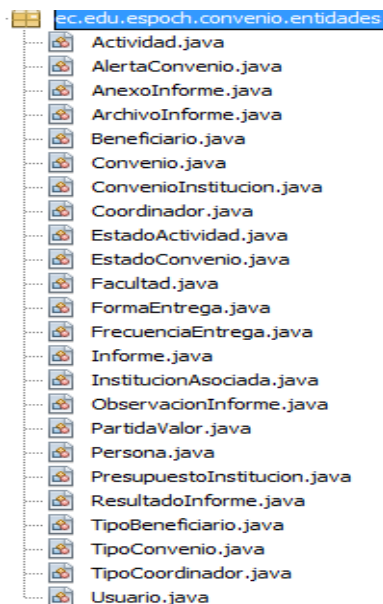 ec.edu.espoch.convenio.entidades
Actividad.java
AlertaConvenio.java
AnexoInforme.java
ArchivoInforme.java
Beneficiario.java
Convenio.java
ConvenioInstitucion.java
Coordinador.java
EstadoActividad.java
EstadoConvenio.java
Facultad.java
FormaEntrega.java
FrecuenciaEntrega.java
Informe.java
InstitucionAsociada.java
ObservacionInforme.java
PartidaValor.java
Persona.java
PresupuestoInstitucion.java
ResultadoInforme.java
TipoBeneficiario.java
TipoConvenio.java
TipoCoordinador.java
Usuario.java